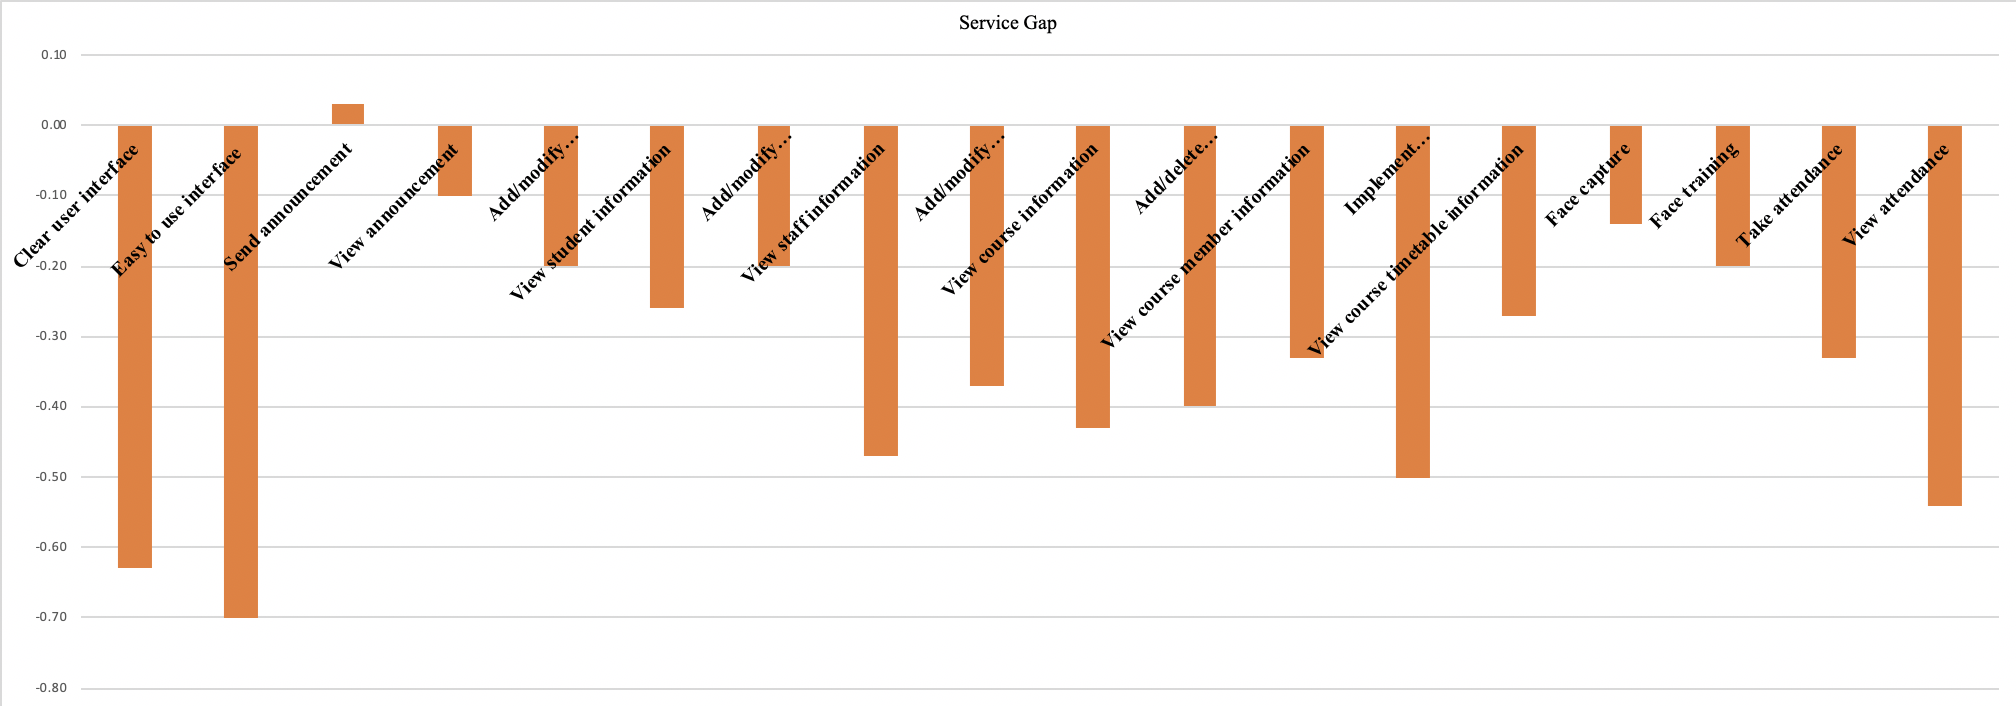 Service Gap
0.10
0.00
-0.10
-0.20
-0.30
-0.40
-0.50
-0.60
-0.70
-0.80
Clear user interface
Easy to use interface
Send announcement
View announcement
Add/modify...
View student information
Add/modify...
View staff information
Add/modify...
View course information
Add/delete...
View course member information
Implement...
View course timetable information
Face capture
Face training
Take attendance
View attendance